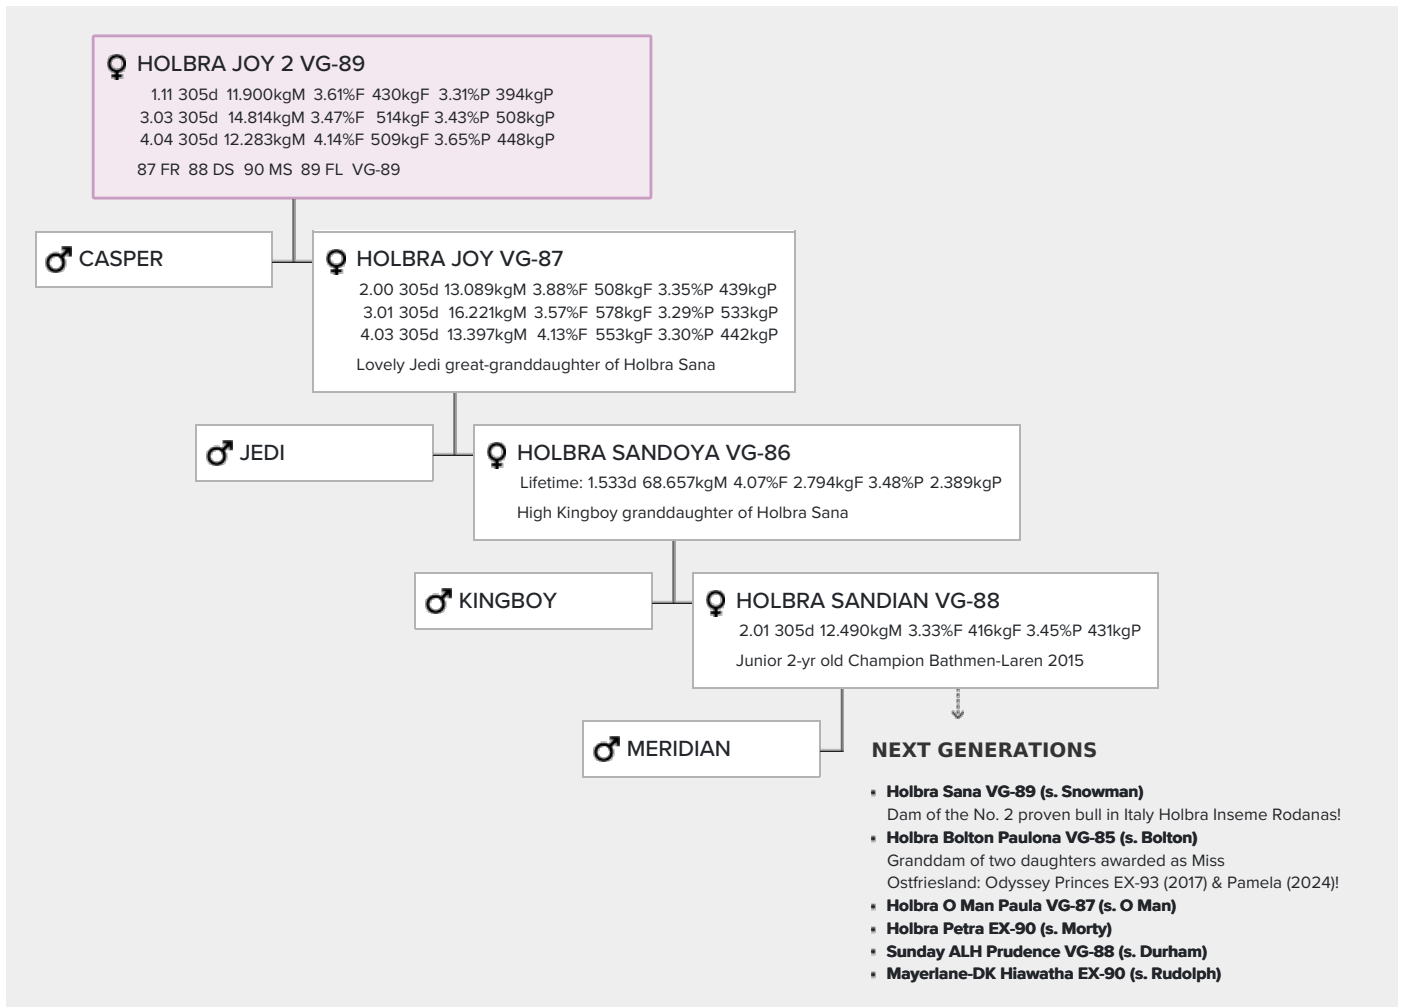 HOLBRA JOY 2 VG-89
1.11 305d 11.900kgM 3.61%F 430kgF 3.31%P 394kgP
3.03 305d 14.814kgM 3.47%F 514kgF 3.43%P 508kgP
4.04 305d 12.283kgM 4.14%F 509kgF 3.65%P 448kgP
87 FR 88 DS 90 MS 89 FL VG-89
CASPER
HOLBRA JOY VG-87
2.00 305d 13.089kgM 3.88%F 508kgF 3.35%P 439kgP
3.01 305d 16.221kgM 3.57%F 578kgF 3.29%P 533kgP
4.03 305d 13.397kgM 4.13%F 553kgF 3.30%P 442kgP
Lovely Jedi great-granddaughter of Holbra Sana
JEDI
HOLBRA SANDOYA VG-86
Lifetime: 1.533d 68.657kgM 4.07%F 2.794kgF 3.48%P 2.389kgP
High Kingboy granddaughter of Holbra Sana
KINGBOY
HOLBRA SANDIAN VG-88
2.01 305d 12.490kgM 3.33%F 416kgF 3.45%P 431kgP
Junior 2-yr old Champion Bathmen-Laren 2015
MERIDIAN
NEXT GENERATIONS
Holbra Sana VG-89 (s. Snowman)
Dam of the No. 2 proven bull in Italy Holbra Inseme Rodanas!
Holbra Bolton Paulona VG-85 (s. Bolton)
Granddam of two daughters awarded as Miss
Ostfriesland: Odyssey Princes EX-93 (2017) & Pamela (2024)!
Holbra O Man Paula VG-87 (s. O Man)
Holbra Petra EX-90 (s. Morty)
Sunday ALH Prudence VG-88 (s. Durham)
Mayerlane-DK Hiawatha EX-90 (s. Rudolph)